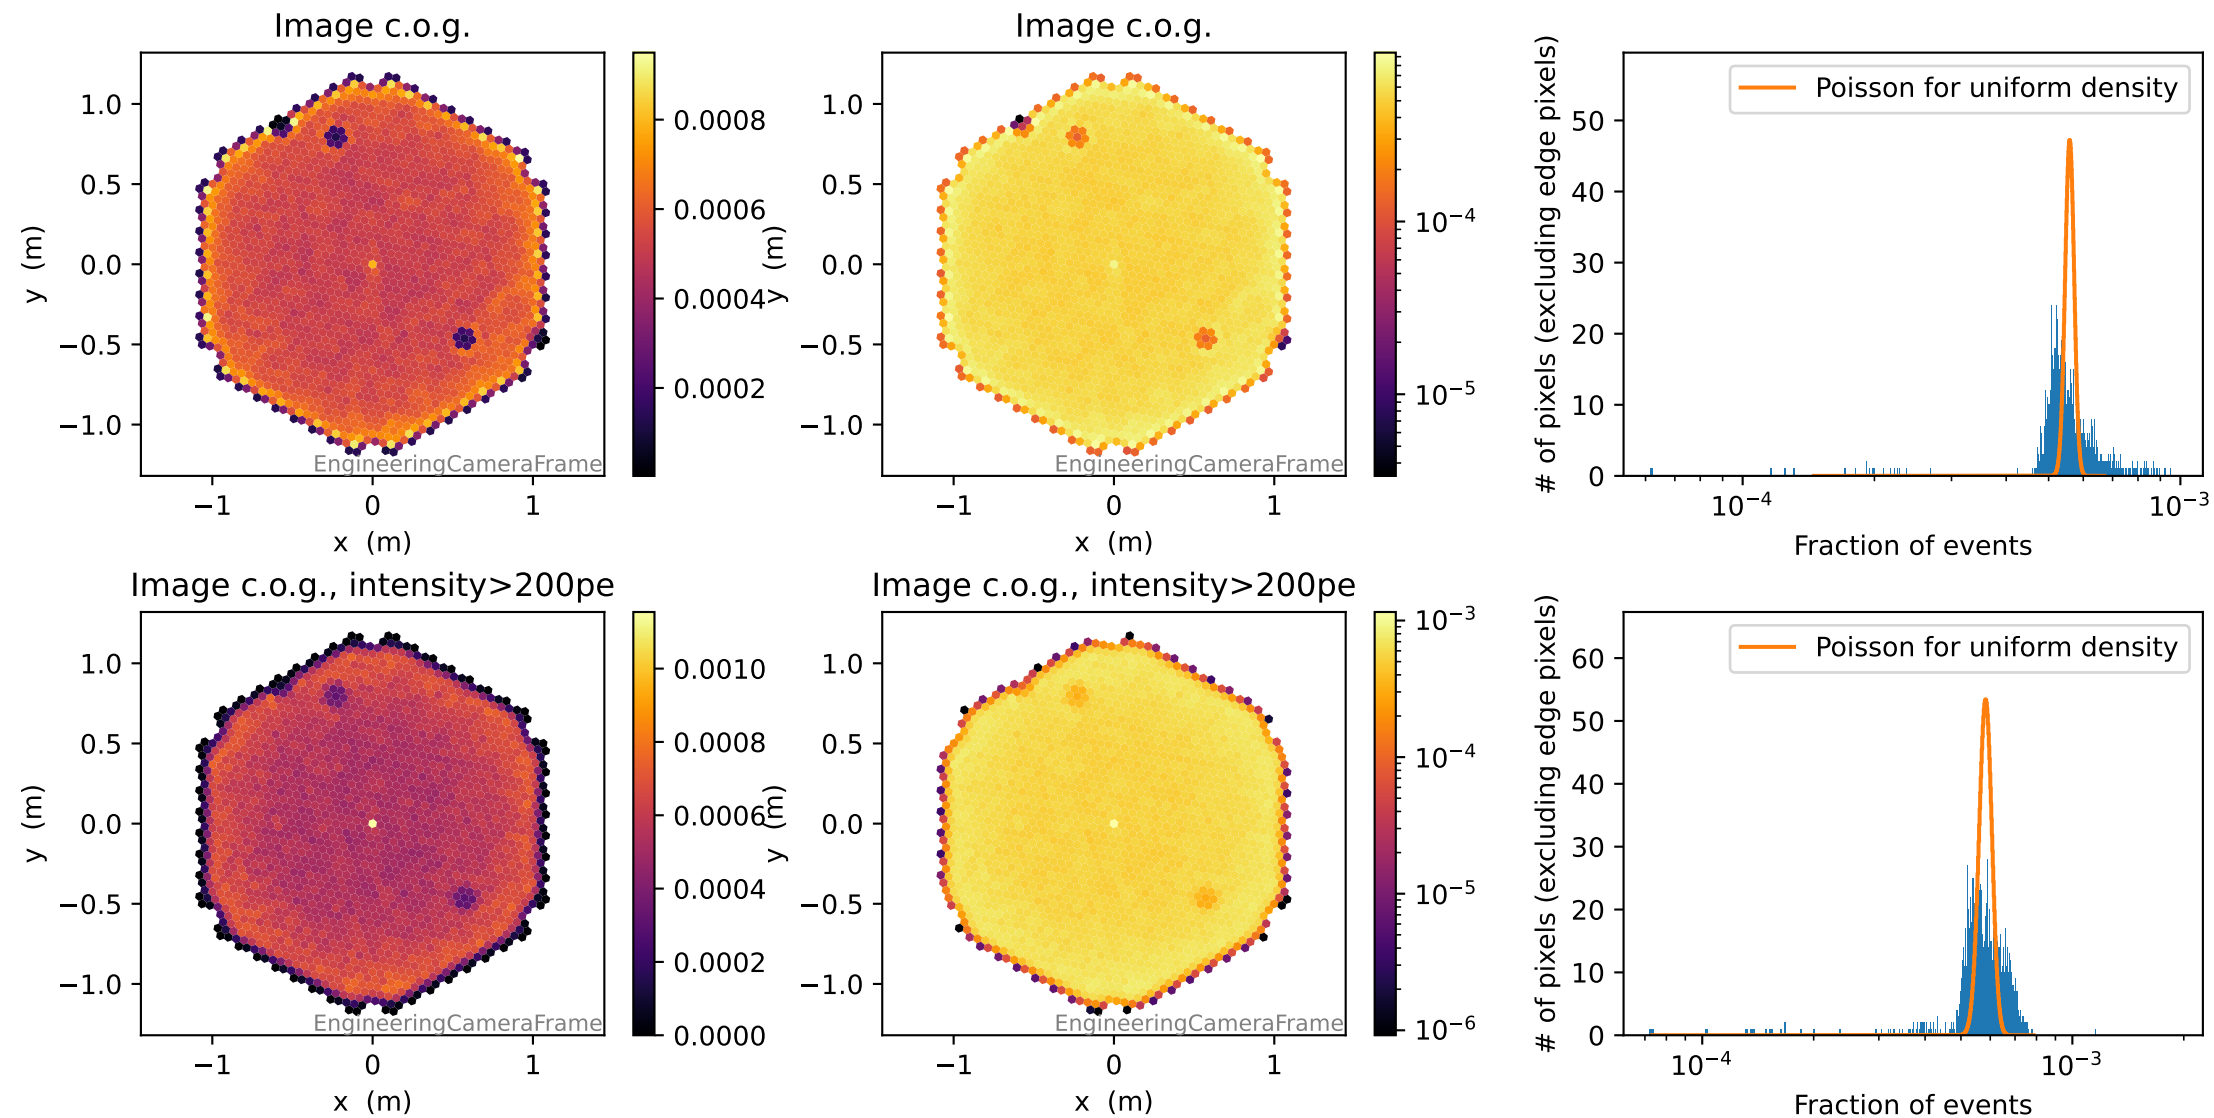 Image c.o.g.
1.0
0.5
0.0
−0.5
−1.0
y (m)
−1
0
1
x (m)
EngineeringCameraFrame
0.0008
0.0006
0.0004
0.0002
Image c.o.g.
1.0
0.5
0.0
−0.5
−1.0
y (m)
−1
0
1
x (m)
EngineeringCameraFrame
10⁻⁴
10⁻⁵
# of pixels (excluding edge pixels)
50
40
30
20
10
0
Poisson for uniform density
10⁻⁴
10⁻³
Fraction of events
Image c.o.g., intensity>200pe
1.0
0.5
0.0
−0.5
−1.0
y (m)
−1
0
1
x (m)
EngineeringCameraFrame
0.0010
0.0008
0.0006
0.0004
0.0002
0.0000
Image c.o.g., intensity>200pe
1.0
0.5
0.0
−0.5
−1.0
y (m)
−1
0
1
x (m)
EngineeringCameraFrame
10⁻³
10⁻⁴
10⁻⁵
10⁻⁶
# of pixels (excluding edge pixels)
60
50
40
30
20
10
0
Poisson for uniform density
10⁻⁴
10⁻³
Fraction of events